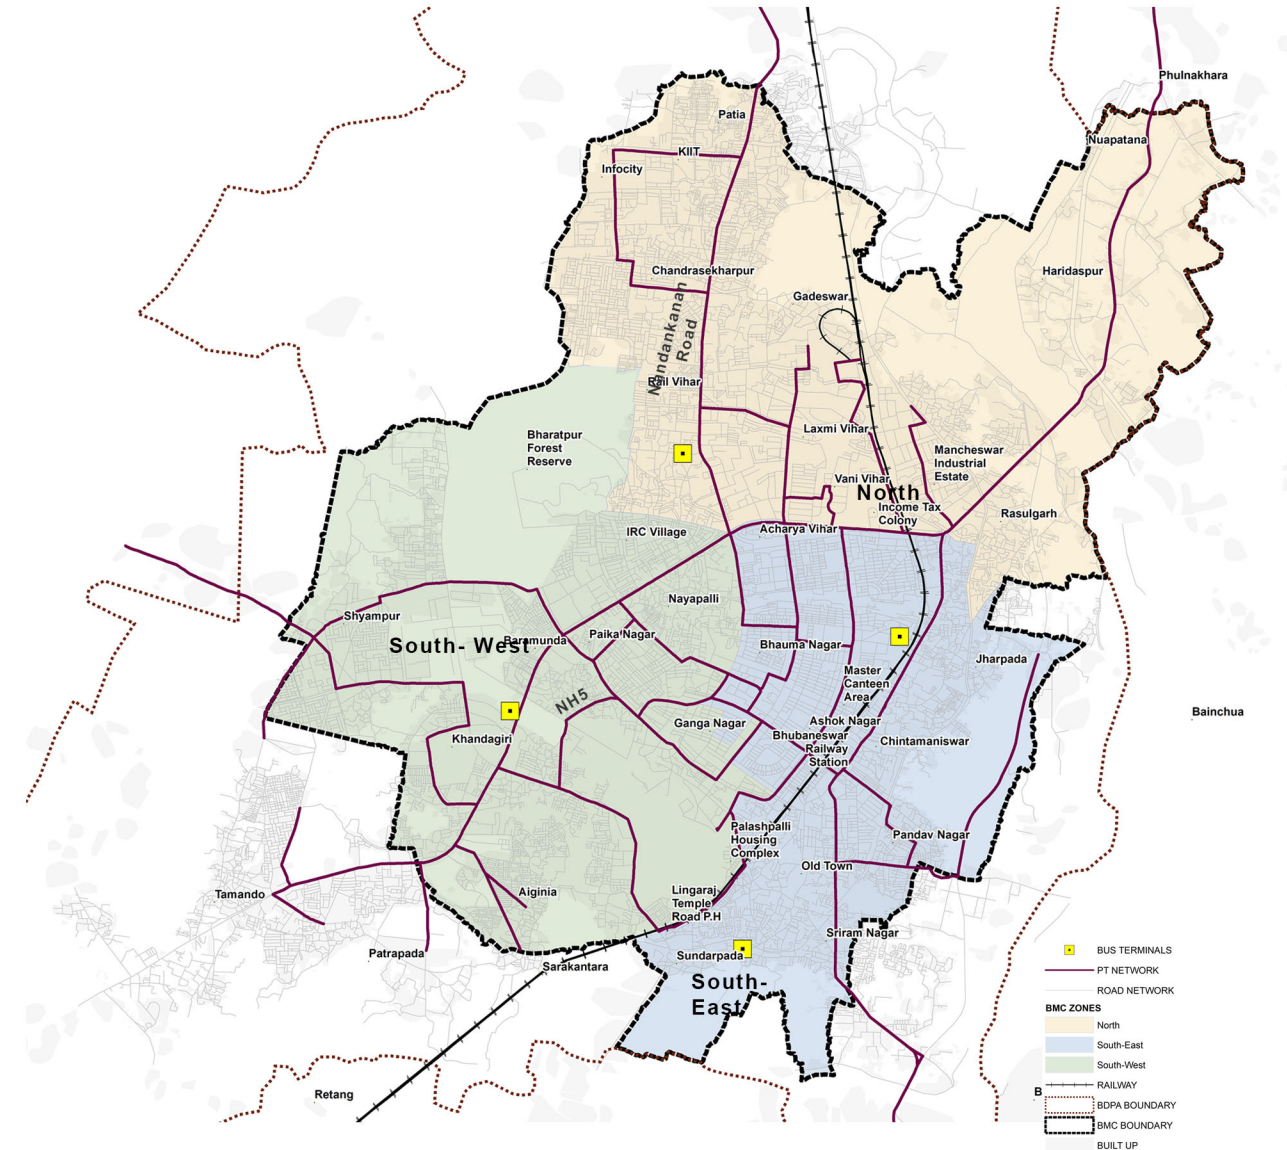 Phulnakhara
Patia
Nuapatana
KIIT
Infocity
Chandrasekharpur
Haridaspur
Gadeswar
Nandankanan
Road
Rail Vihar
Laxmi Vihar
Bharatpur
Forest
Reserve
Mancheswar
Industrial
Estate
Vani Vihar
North
Income Tax
Colony
Rasulgarh
IRC Village
Acharya Vihar
Nayapalli
Shyampur
Paika Nagar
South- West
Baramunda
Bhauma Nagar
Jharpada
Master
Canteen
Area
NH5
Bainchua
Ganga Nagar
Ashok Nagar
Bhubaneswar
Railway
Station
Khandagiri
Chintamaniswar
Palashpalli
Housing
Complex
Pandav Nagar
Old Town
Tamando
Aiginia
Lingaraj
Temple
Road P.H
Sriram Nagar
Patrapada
Sundarpada
Sarakantara
South-
East
Retang
B
BUS TERMINALS
PT NETWORK
ROAD NETWORK
BMC ZONES
North
South-East
South-West
RAILWAY
BDPA BOUNDARY
BMC BOUNDARY
BUILT UP